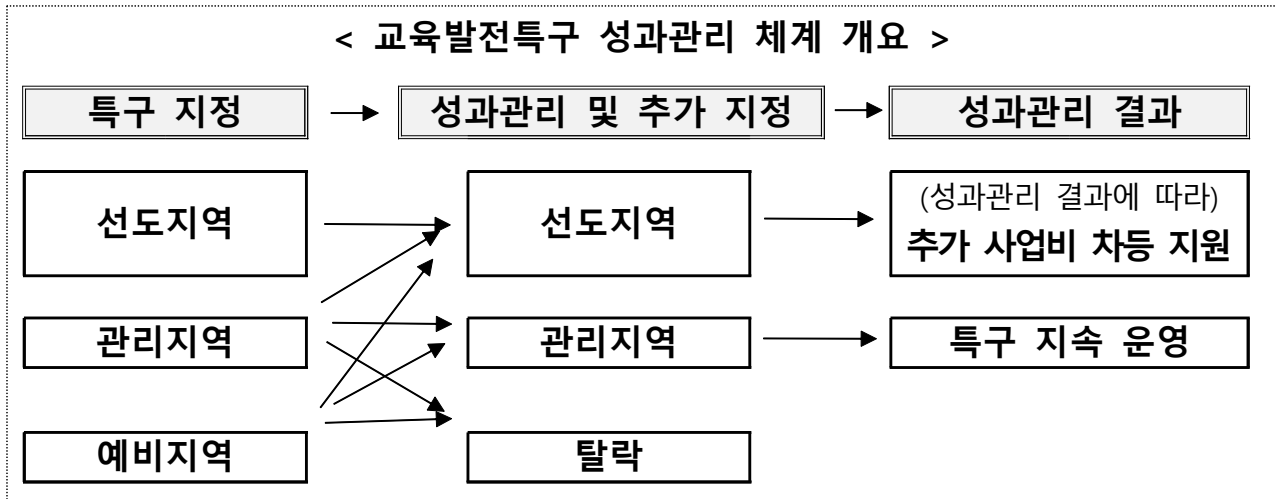 < 교육발전특구 성과관리 체계 개요 >
특구 지정
성과관리 및 추가 지정
성과관리 결과
선도지역
선도지역
(성과관리 결과에 따라)
추가 사업비 차등 지원
관리지역
관리지역
특구 지속 운영
예비지역
탈락